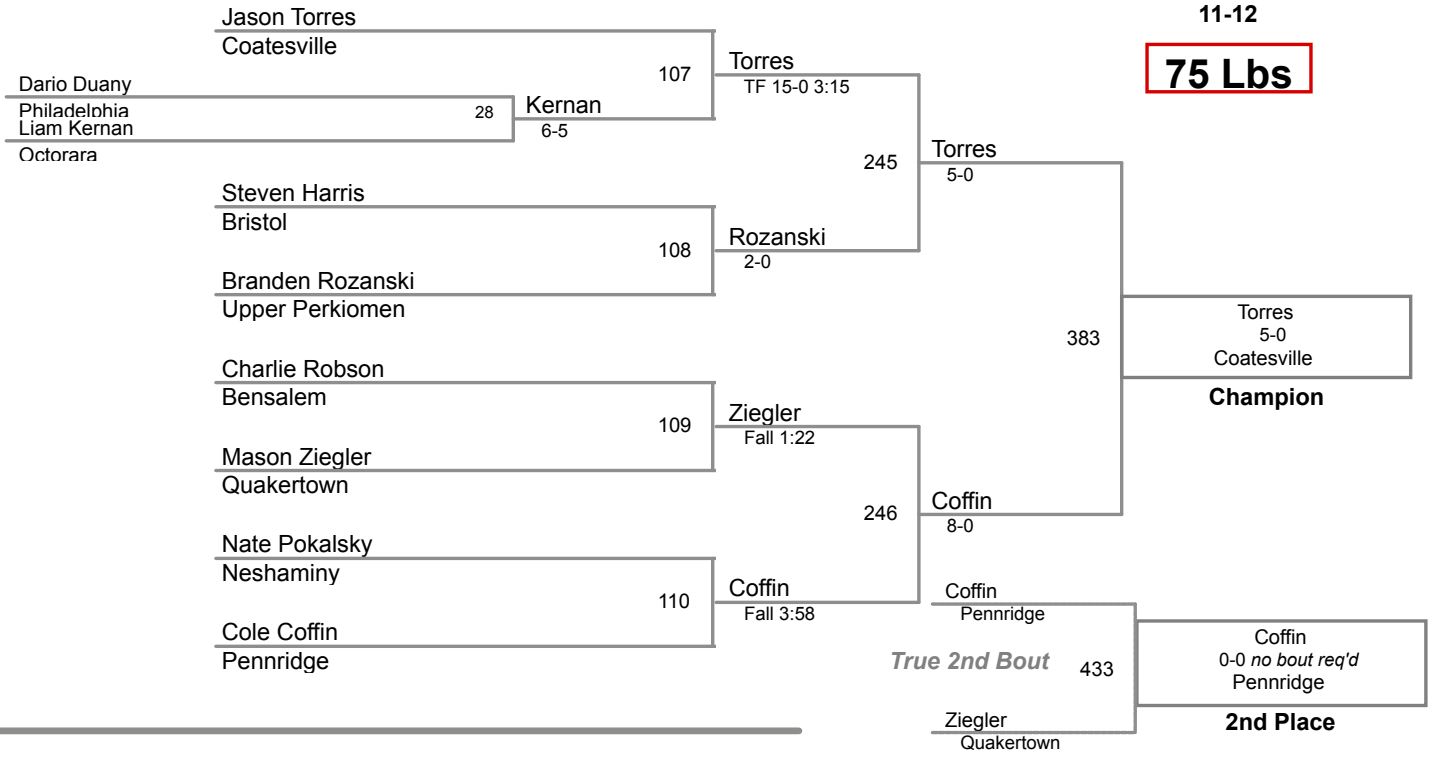 11-12
75 Lbs
Jason Torres
Coatesville
Dario Duany
Philadelphia
Liam Kernan
Octorara
28
Kernan
6-5
107
Torres
TF 15-0 3:15
Steven Harris
Bristol
Branden Rozanski
Upper Perkiomen
108
Rozanski
2-0
245
Torres
5-0
Charlie Robson
Bensalem
Mason Ziegler
Quakertown
109
Ziegler
Fall 1:22
Nate Pokalsky
Neshaminy
Cole Coffin
Pennridge
110
Coffin
Fall 3:58
246
Coffin
8-0
383
Torres
5-0
Coatesville
Champion
Coffin
Pennridge
True 2nd Bout
433
Ziegler
Quakertown
Coffin
0-0 no bout req'd
Pennridge
2nd Place